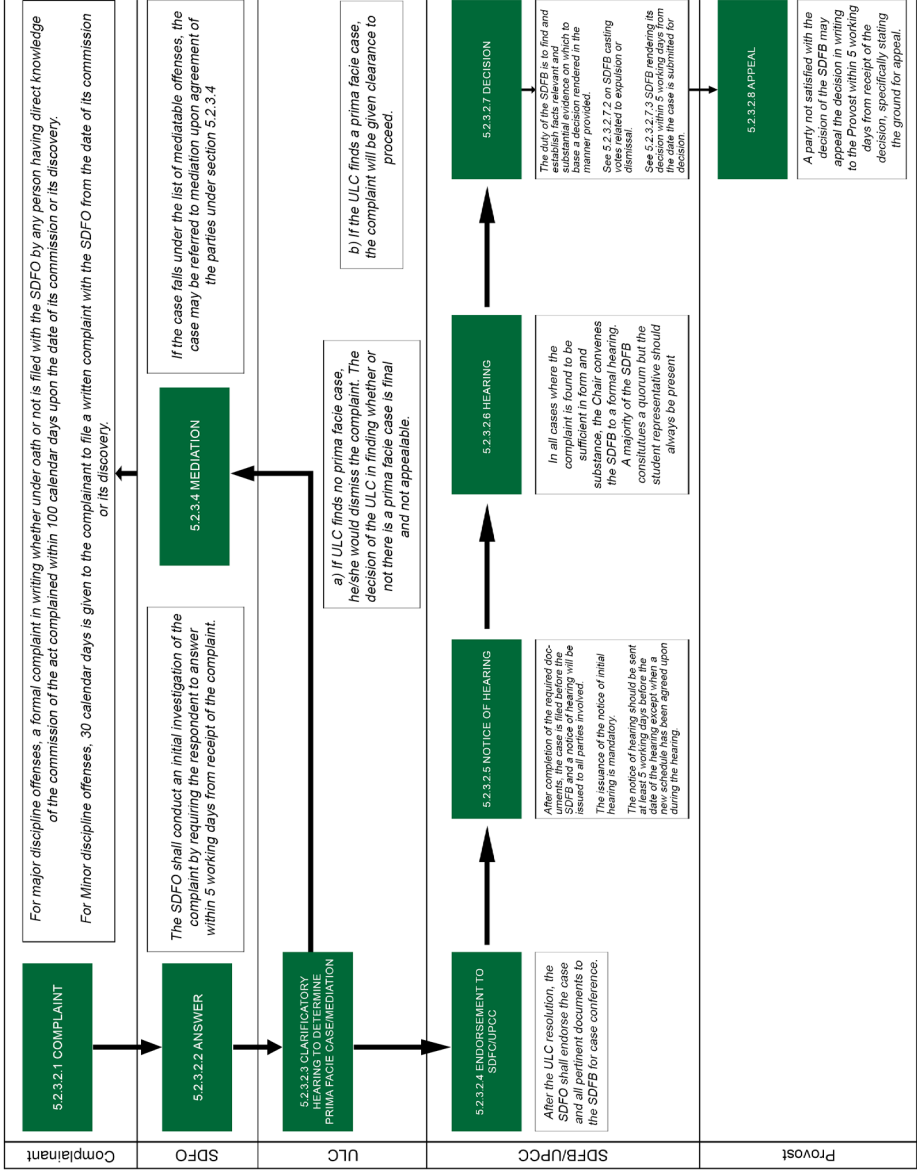 Complainant
5.2.3.2.1 COMPLAINT
For major discipline offenses, a formal complaint in writing whether under oath or not is filed with the SDFO by any person having direct knowledge
of the commission of the act complained within 100 calendar days upon the date of its commission or its discovery.
For Minor discipline offenses, 30 calendar days is given to the complainant to file a written complaint with the SDFO from the date of its commission
or its discovery.
SDFO
5.2.3.2.2 ANSWER
The SDFO shall conduct an initial investigation of the
complaint by requiring the respondent to answer
within 5 working days from receipt of the complaint.
5.2.3.4 MEDIATION
If the case falls under the list of mediatable offenses, the
case may be referred to mediation upon agreement of
the parties under section 5.2.3.4
ULC
5.2.3.2.3 CLARIFICATORY
HEARING TO DETERMINE
PRIMA FACIE CASE/MEDIATION
a) If ULC finds no prima facie case,
he/she would dismiss the complaint. The
decision of the ULC in finding whether or
not there is a prima facie case is final
and not appealable.
b) If the ULC finds a prima facie case,
the complaint will be given clearance to
proceed.
SDFB/UPCC
5.2.3.2.4 ENDORSEMENT TO
SDFC/UPCC
After the ULC resolution, the
SDFO shall endorse the case
and all pertinent documents to
the SDFB for case conference.
5.2.3.2.5 NOTICE OF HEARING
After completion of the required doc-
uments, the case is filed before the
SDFB and a notice of hearing will be
issued to all parties involved.
The issuance of the notice of initial
hearing is mandatory.
The notice of hearing should be sent
at least 5 working days before the
date of the hearing except when a
new schedule has been agreed upon
during the hearing.
5.2.3.2.6 HEARING
In all cases where the
complaint is found to be
sufficient in form and
substance, the Chair convenes
the SDFB to a formal hearing.
A majority of the SDFB
consitutues a quorum but the
student representative should
always be present
5.2.3.2.7 DECISION
The duty of the SDFB is to find and
establish facts relevant and
substantial evidence on which to
base a decision rendered in the
manner provided.
See 5.2.3.2.7.2 on SDFB casting
votes related to expulsion or
dismissal.
See 5.2.3.2.7.3 SDFB rendering its
decision within 5 working days from
the date the case is submitted for
decision.
Provost
5.2.3.2.8 APPEAL
A party not satisfied with the
decision of the SDFB may
appeal the decision in writing
to the Provost within 5 working
days from receipt of the
decision, specifically stating
the ground for appeal.